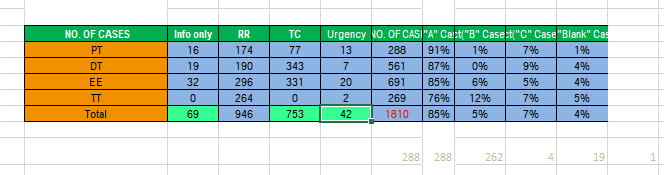 NO. OF CASES Info only RR TC Urgency NO. OF CAS "A" Ca ct("B" Case ct("C" Case "Blank" Cas
PT 16 174 77 13 288 91% 1% 7% 1%
DT 19 190 343 7 561 87% 0% 9% 4%
EE 32 296 331 20 691 85% 6% 5% 4%
TT 0 264 0 2 269 76% 12% 7% 5%
Total 69 946 753 42 1810 85% 5% 7% 4%
288 288 262 4 19 1